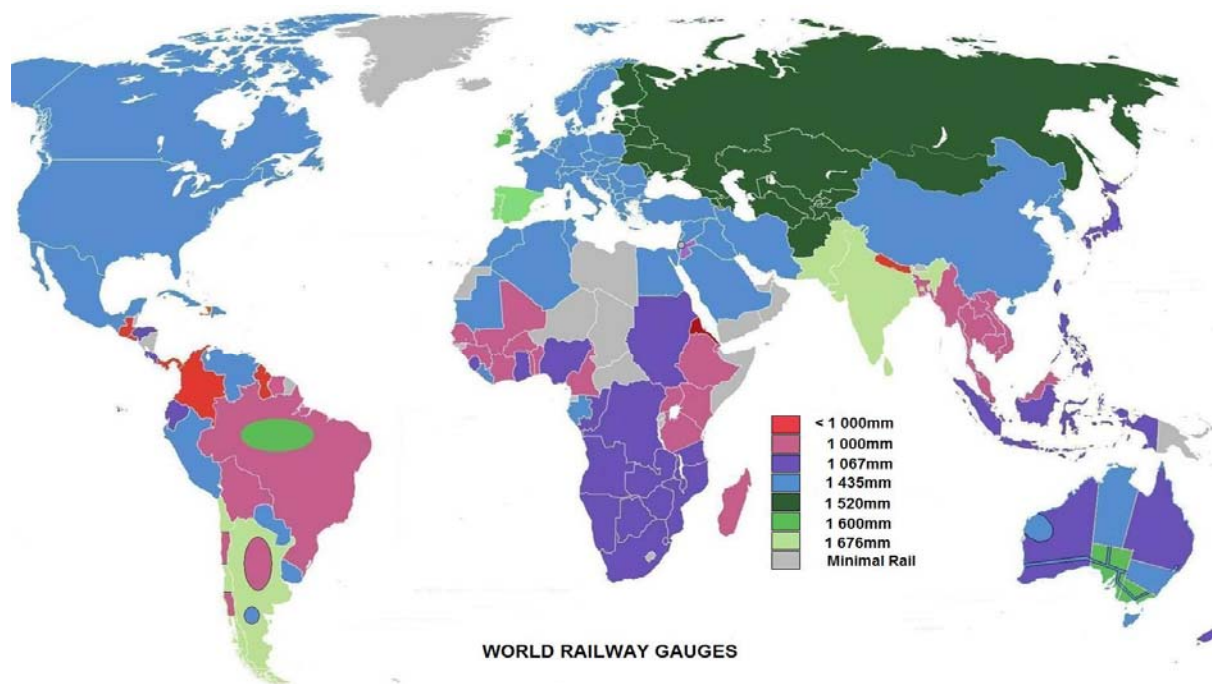 < 1 000mm
1 000mm
1 067mm
1 435mm
1 520mm
1 600mm
1 676mm
Minimal Rail
WORLD RAILWAY GAUGES